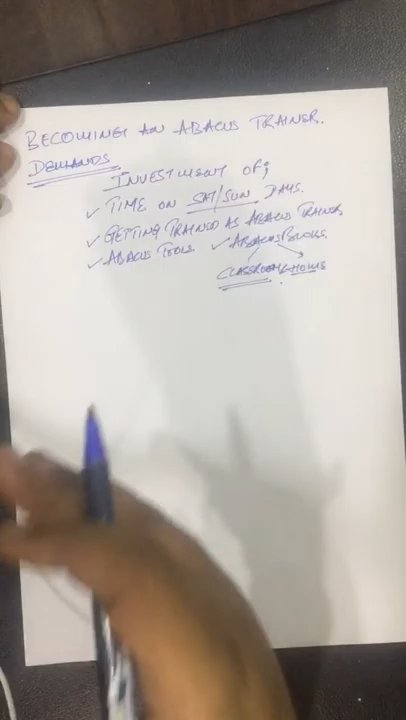 BECOMING AN ABACUS TRAINER.
DEMANDS
INVESTMENT OF;
✓ TIME ON SAT/SUN DAYS.
✓ GETTING TRAINED AS ABACUS TRAINER
✓ ABACUS TOOLS ✓ ABACUS BOOKS.
CLASSROOM & HOME